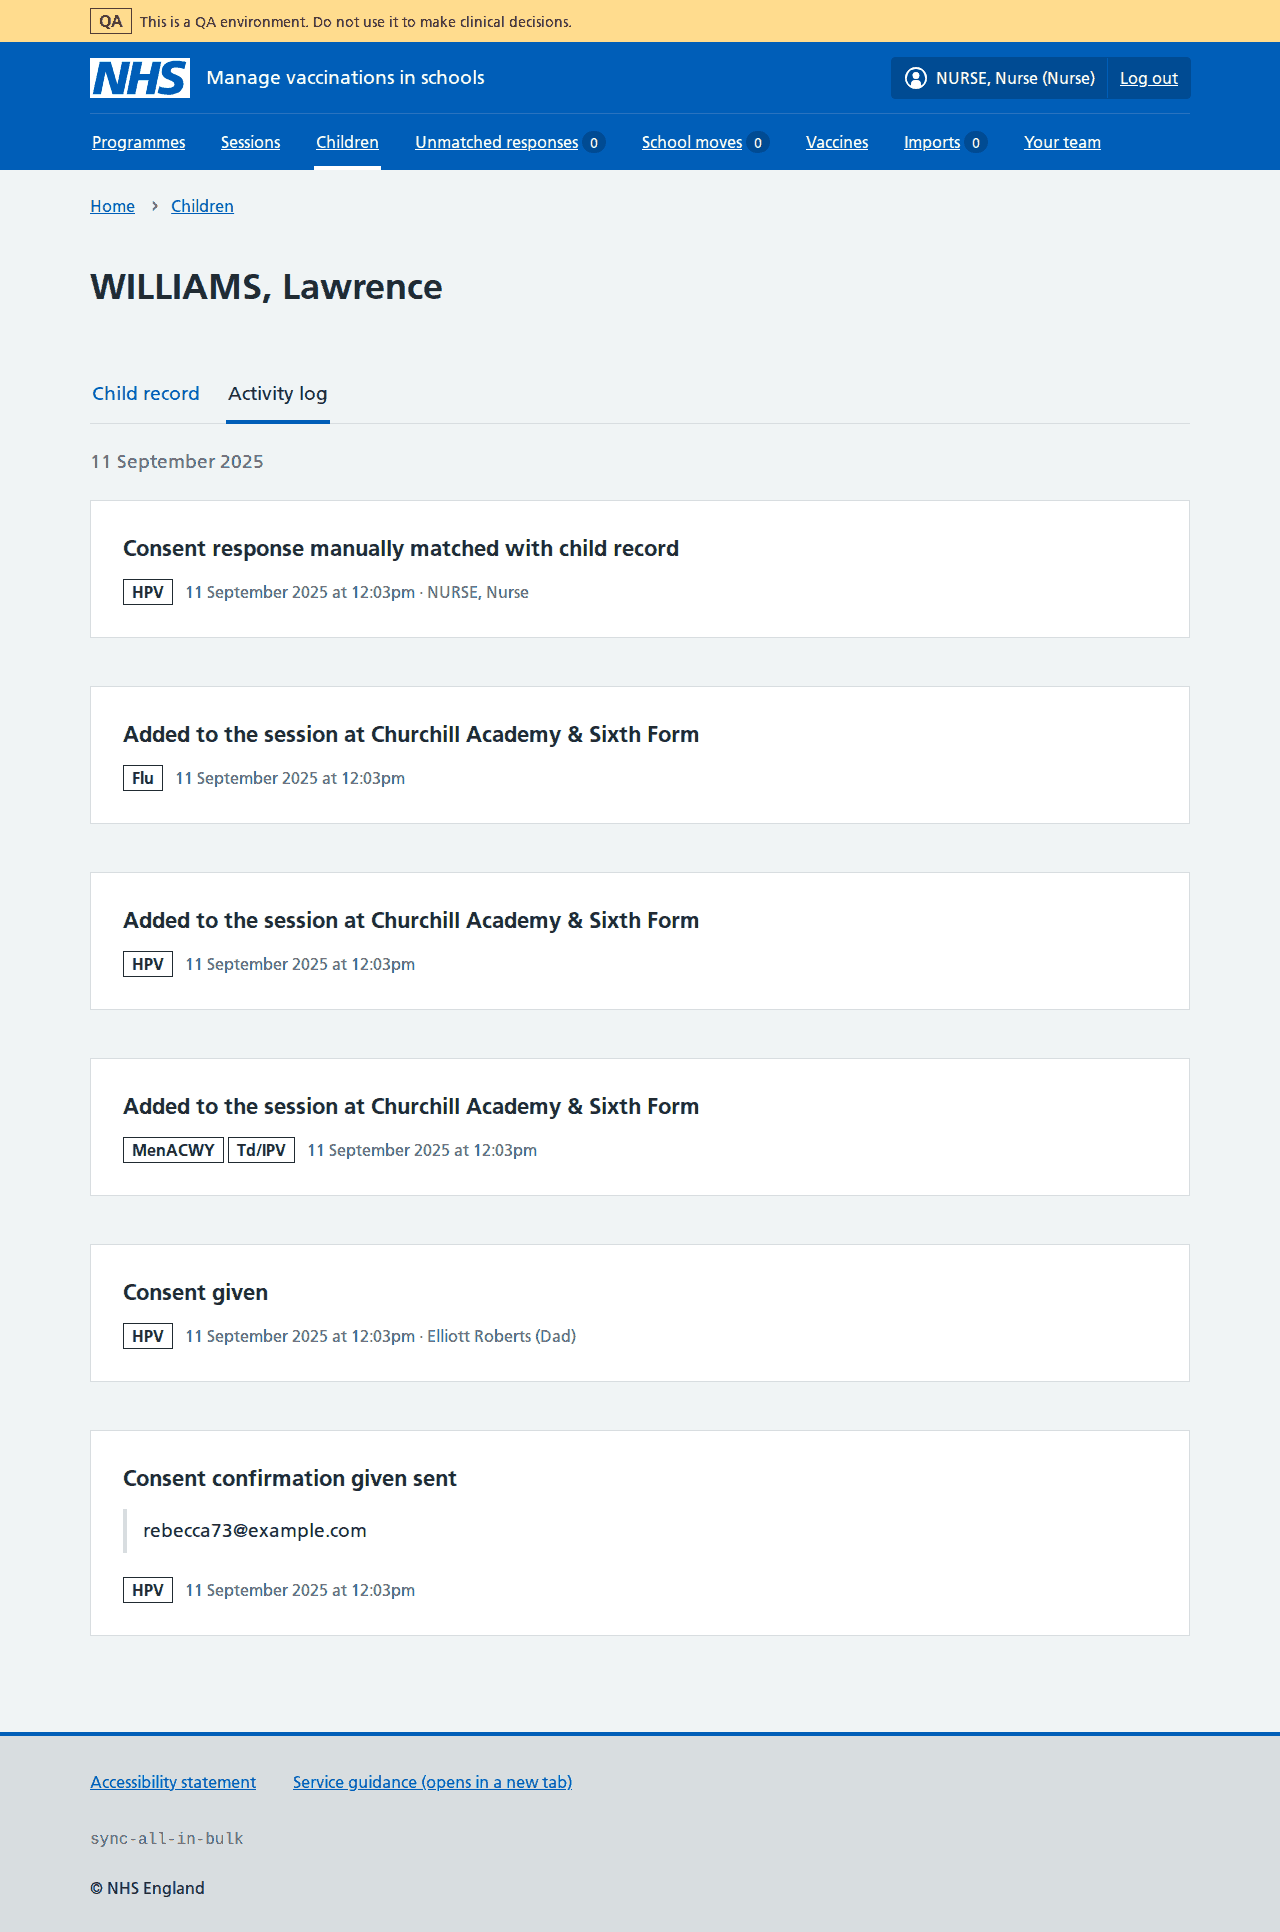 QA This is a QA environment. Do not use it to make clinical decisions.
NHS Manage vaccinations in schools NURSE, Nurse (Nurse) Log out
Programmes Sessions Children Unmatched responses 0 School moves 0 Vaccines Imports 0 Your team
Home › Children
WILLIAMS, Lawrence
Child record Activity log
11 September 2025
Consent response manually matched with child record
HPV 11 September 2025 at 12:03pm · NURSE, Nurse
Added to the session at Churchill Academy & Sixth Form
Flu 11 September 2025 at 12:03pm
Added to the session at Churchill Academy & Sixth Form
HPV 11 September 2025 at 12:03pm
Added to the session at Churchill Academy & Sixth Form
MenACWY Td/IPV 11 September 2025 at 12:03pm
Consent given
HPV 11 September 2025 at 12:03pm · Elliott Roberts (Dad)
Consent confirmation given sent
rebecca73@example.com
HPV 11 September 2025 at 12:03pm
Accessibility statement Service guidance (opens in a new tab)
sync-all-in-bulk
© NHS England